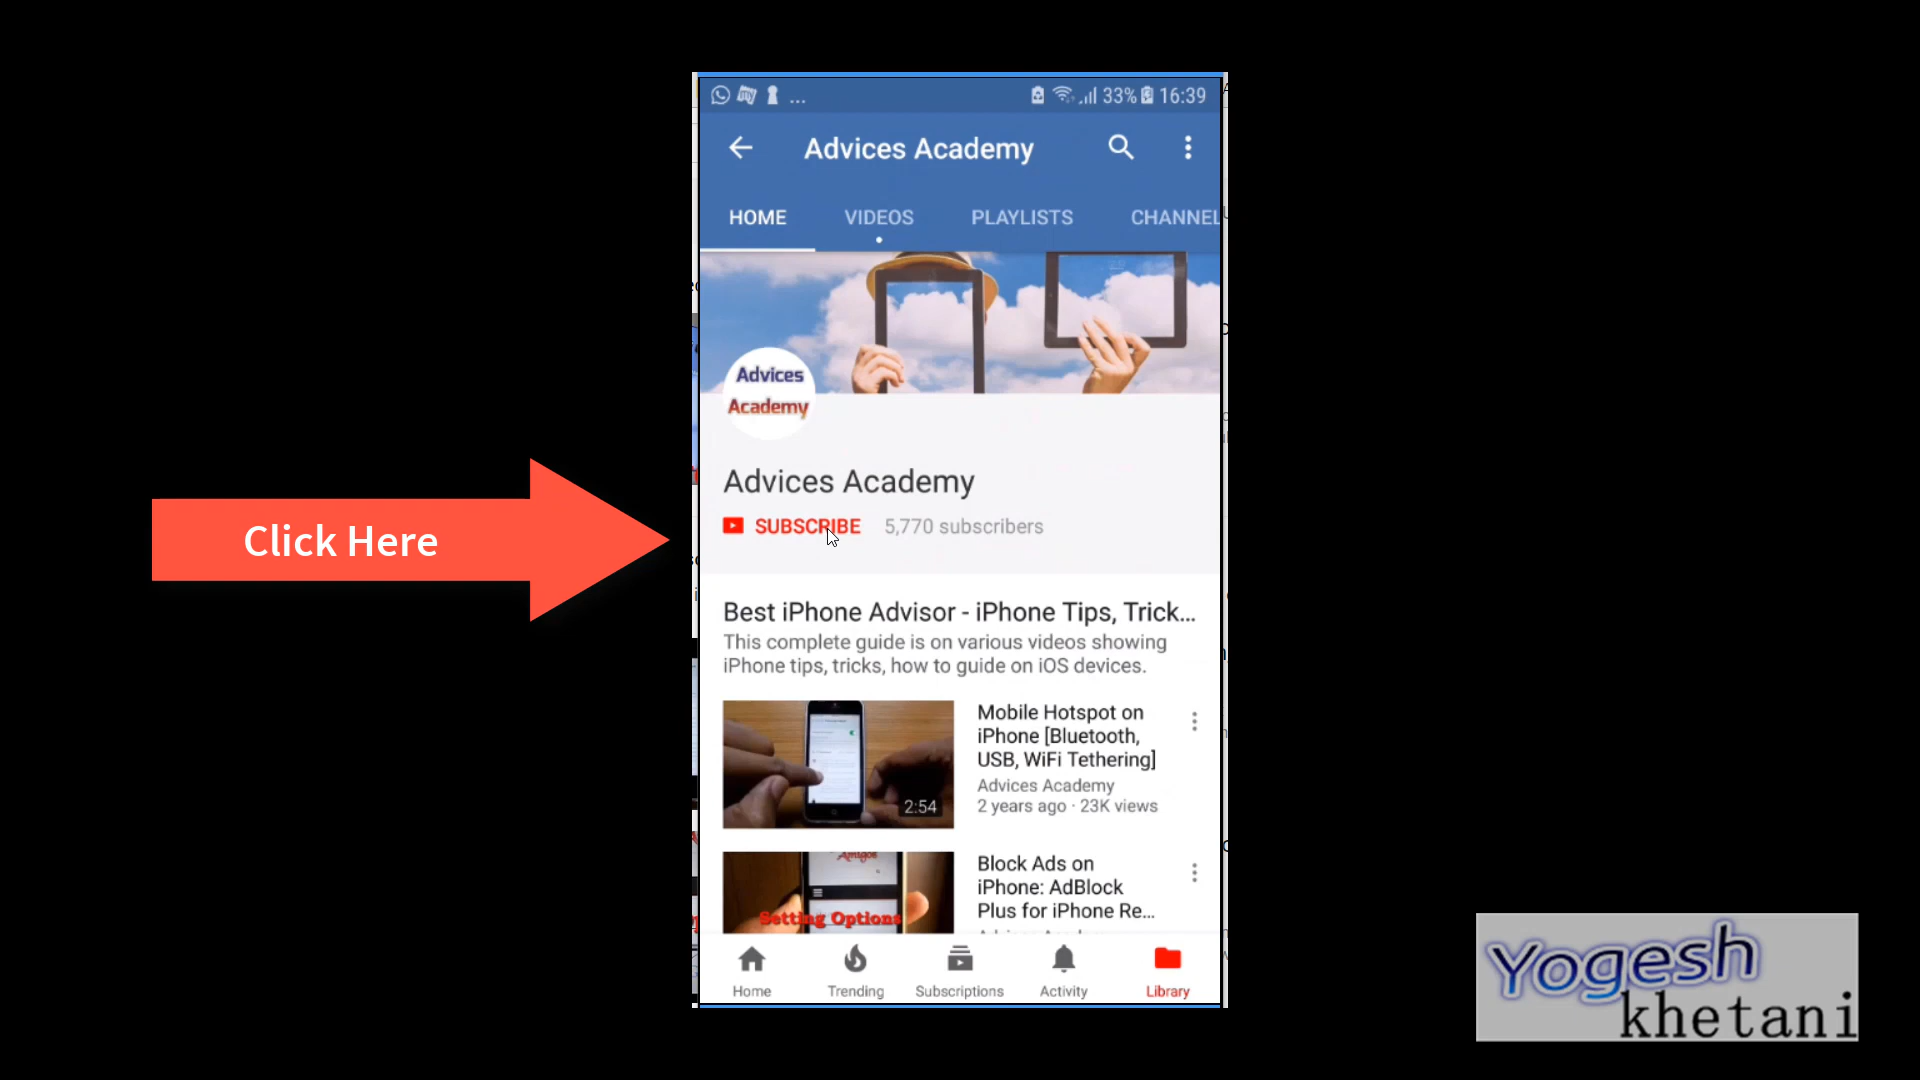 ... 33% 16:39
Advices Academy
HOME VIDEOS PLAYLISTS CHANNEL
Advices
Academy
Advices Academy
SUBSCRIBE 5,770 subscribers
Click Here
Best iPhone Advisor - iPhone Tips, Trick...
This complete guide is on various videos showing
iPhone tips, tricks, how to guide on iOS devices.
Mobile Hotspot on
iPhone [Bluetooth,
USB, WiFi Tethering]
Advices Academy
2 years ago · 23K views
2:54
Block Ads on
iPhone: AdBlock
Plus for iPhone Re...
Amigos
Setting Options
Home Trending Subscriptions Activity Library
Yogesh
khetani